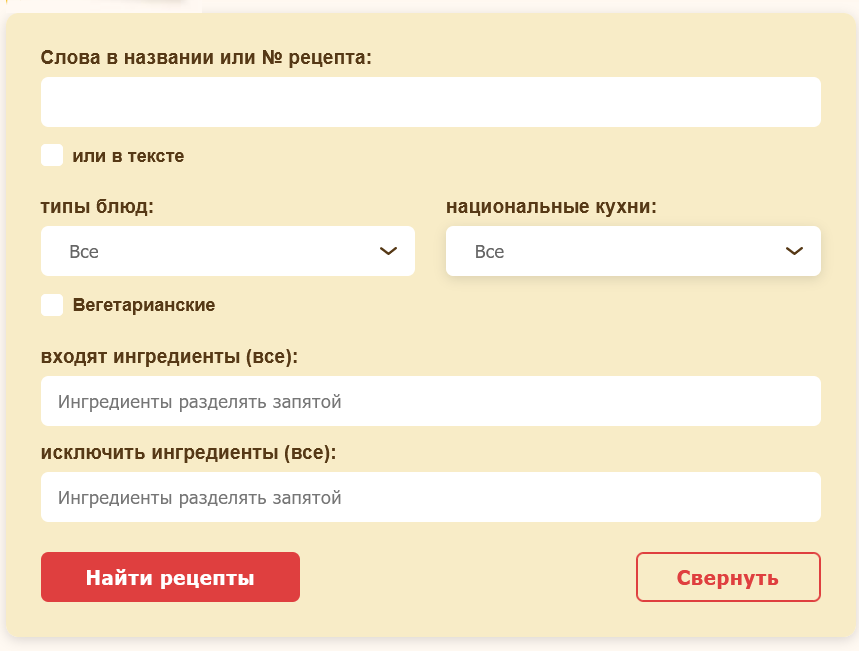 Слова в названии или № рецепта:
или в тексте
типы блюд: национальные кухни:
Все Все
Вегетарианские
входят ингредиенты (все):
Ингредиенты разделять запятой
исключить ингредиенты (все):
Ингредиенты разделять запятой
Найти рецепты Свернуть